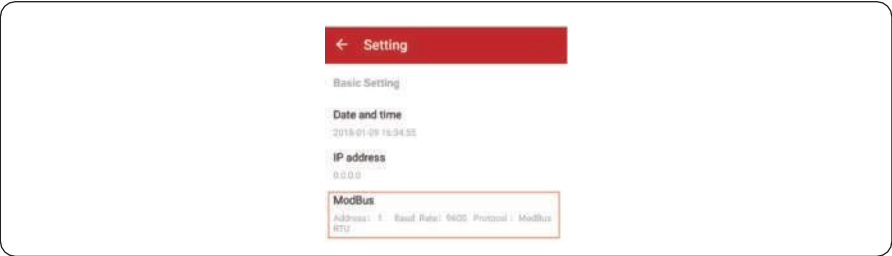 ← Setting
Basic Setting
Date and time
2018-01-09 16:34:55
IP address
0.0.0.0
ModBus
Address: 1 Baud Rate: 9600 Protocol: ModBus
RTU